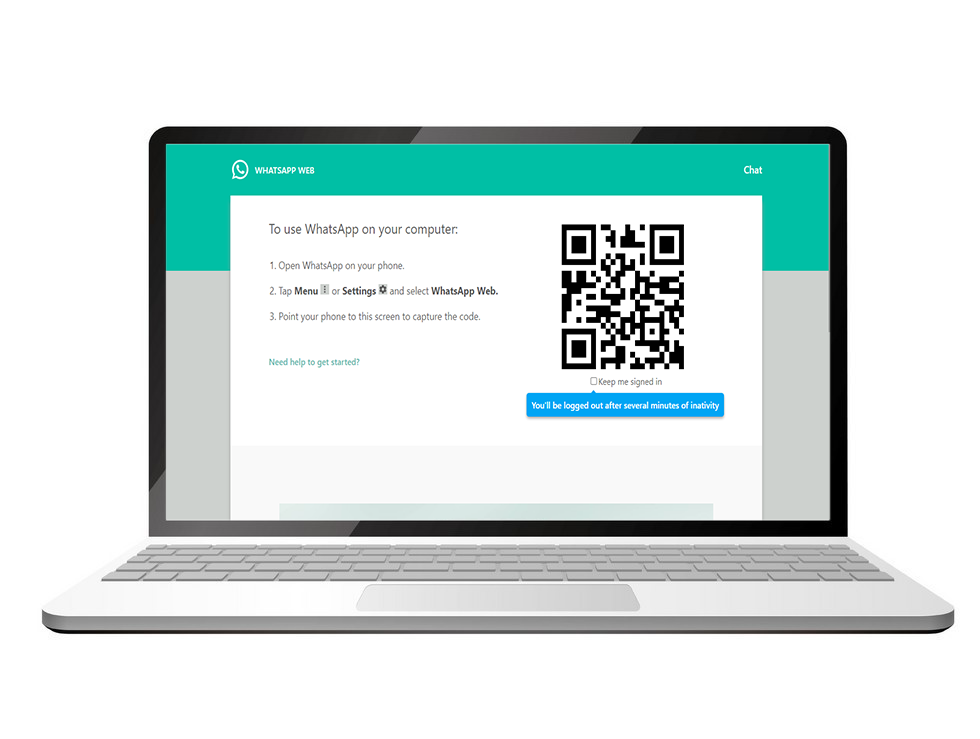 WHATSAPP WEB
Chat
To use WhatsApp on your computer:
1. Open WhatsApp on your phone.
2. Tap Menu or Settings and select WhatsApp Web.
3. Point your phone to this screen to capture the code.
Need help to get started?
Keep me signed in
You'll be logged out after several minutes of inativity